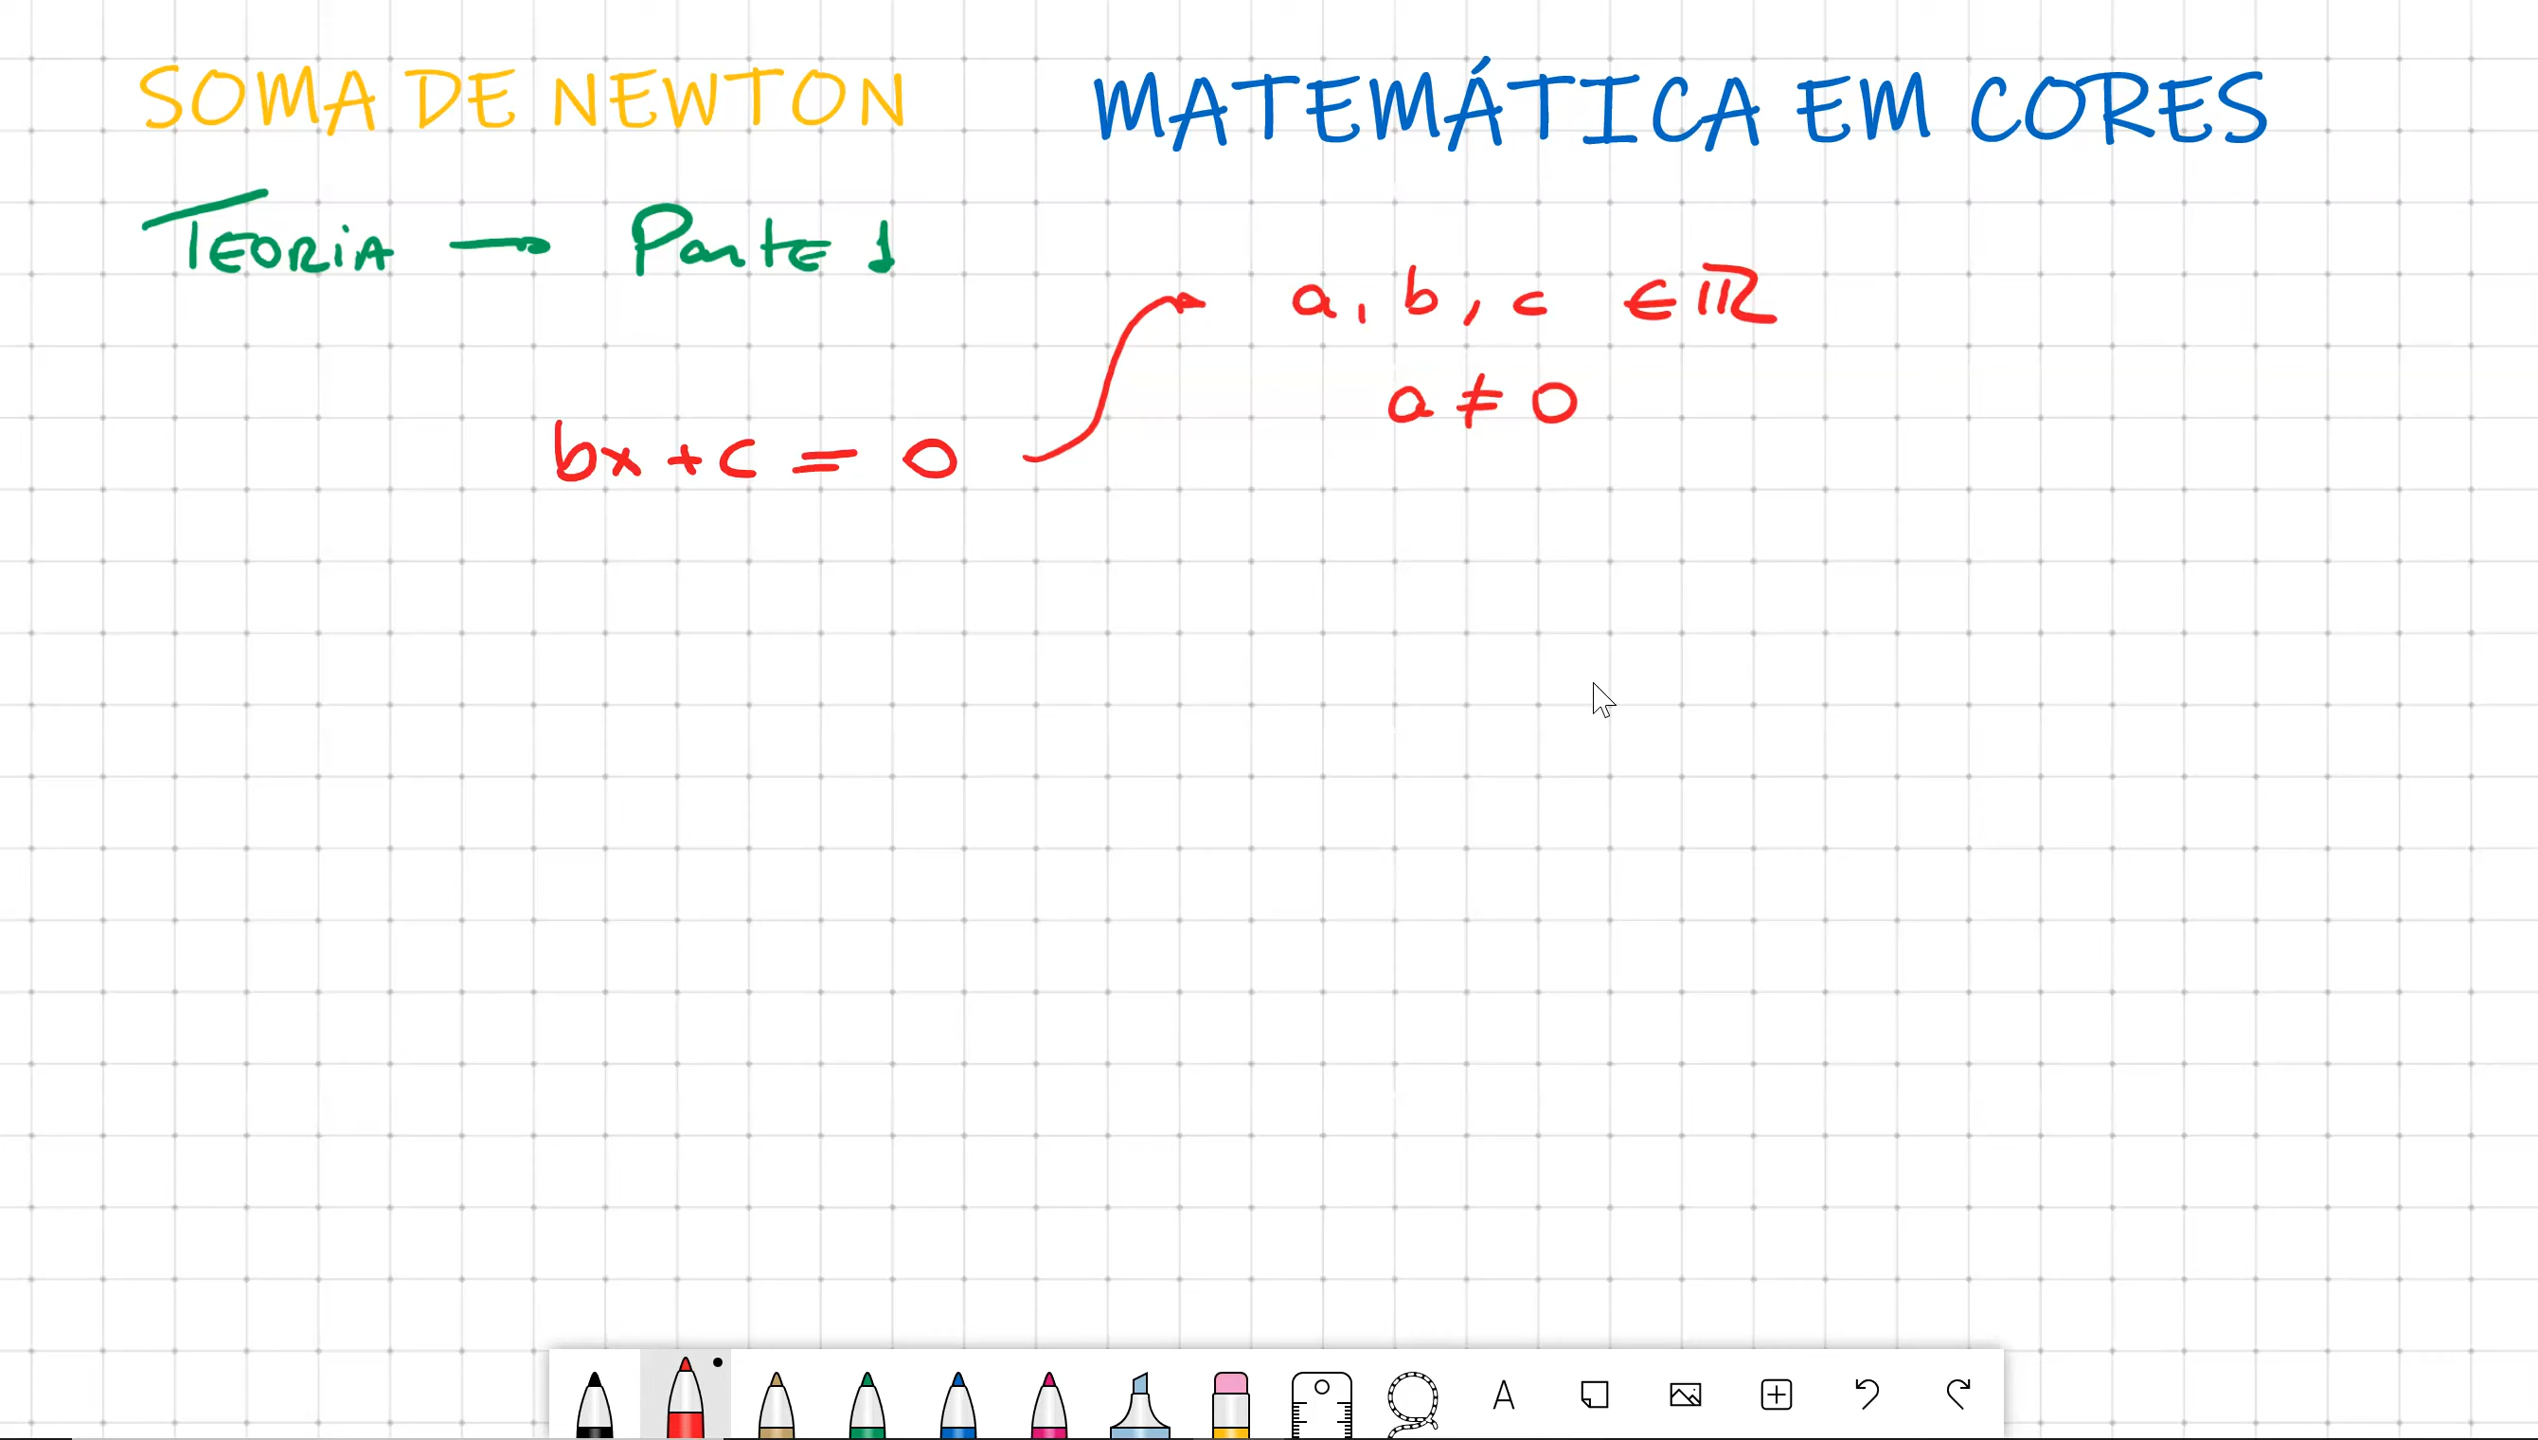 SOMA DE NEWTON
MATEMÁTICA EM CORES
TEORIA → Parte 1
a, b, c ∈ ℝ
a ≠ 0
bx + c = 0
A